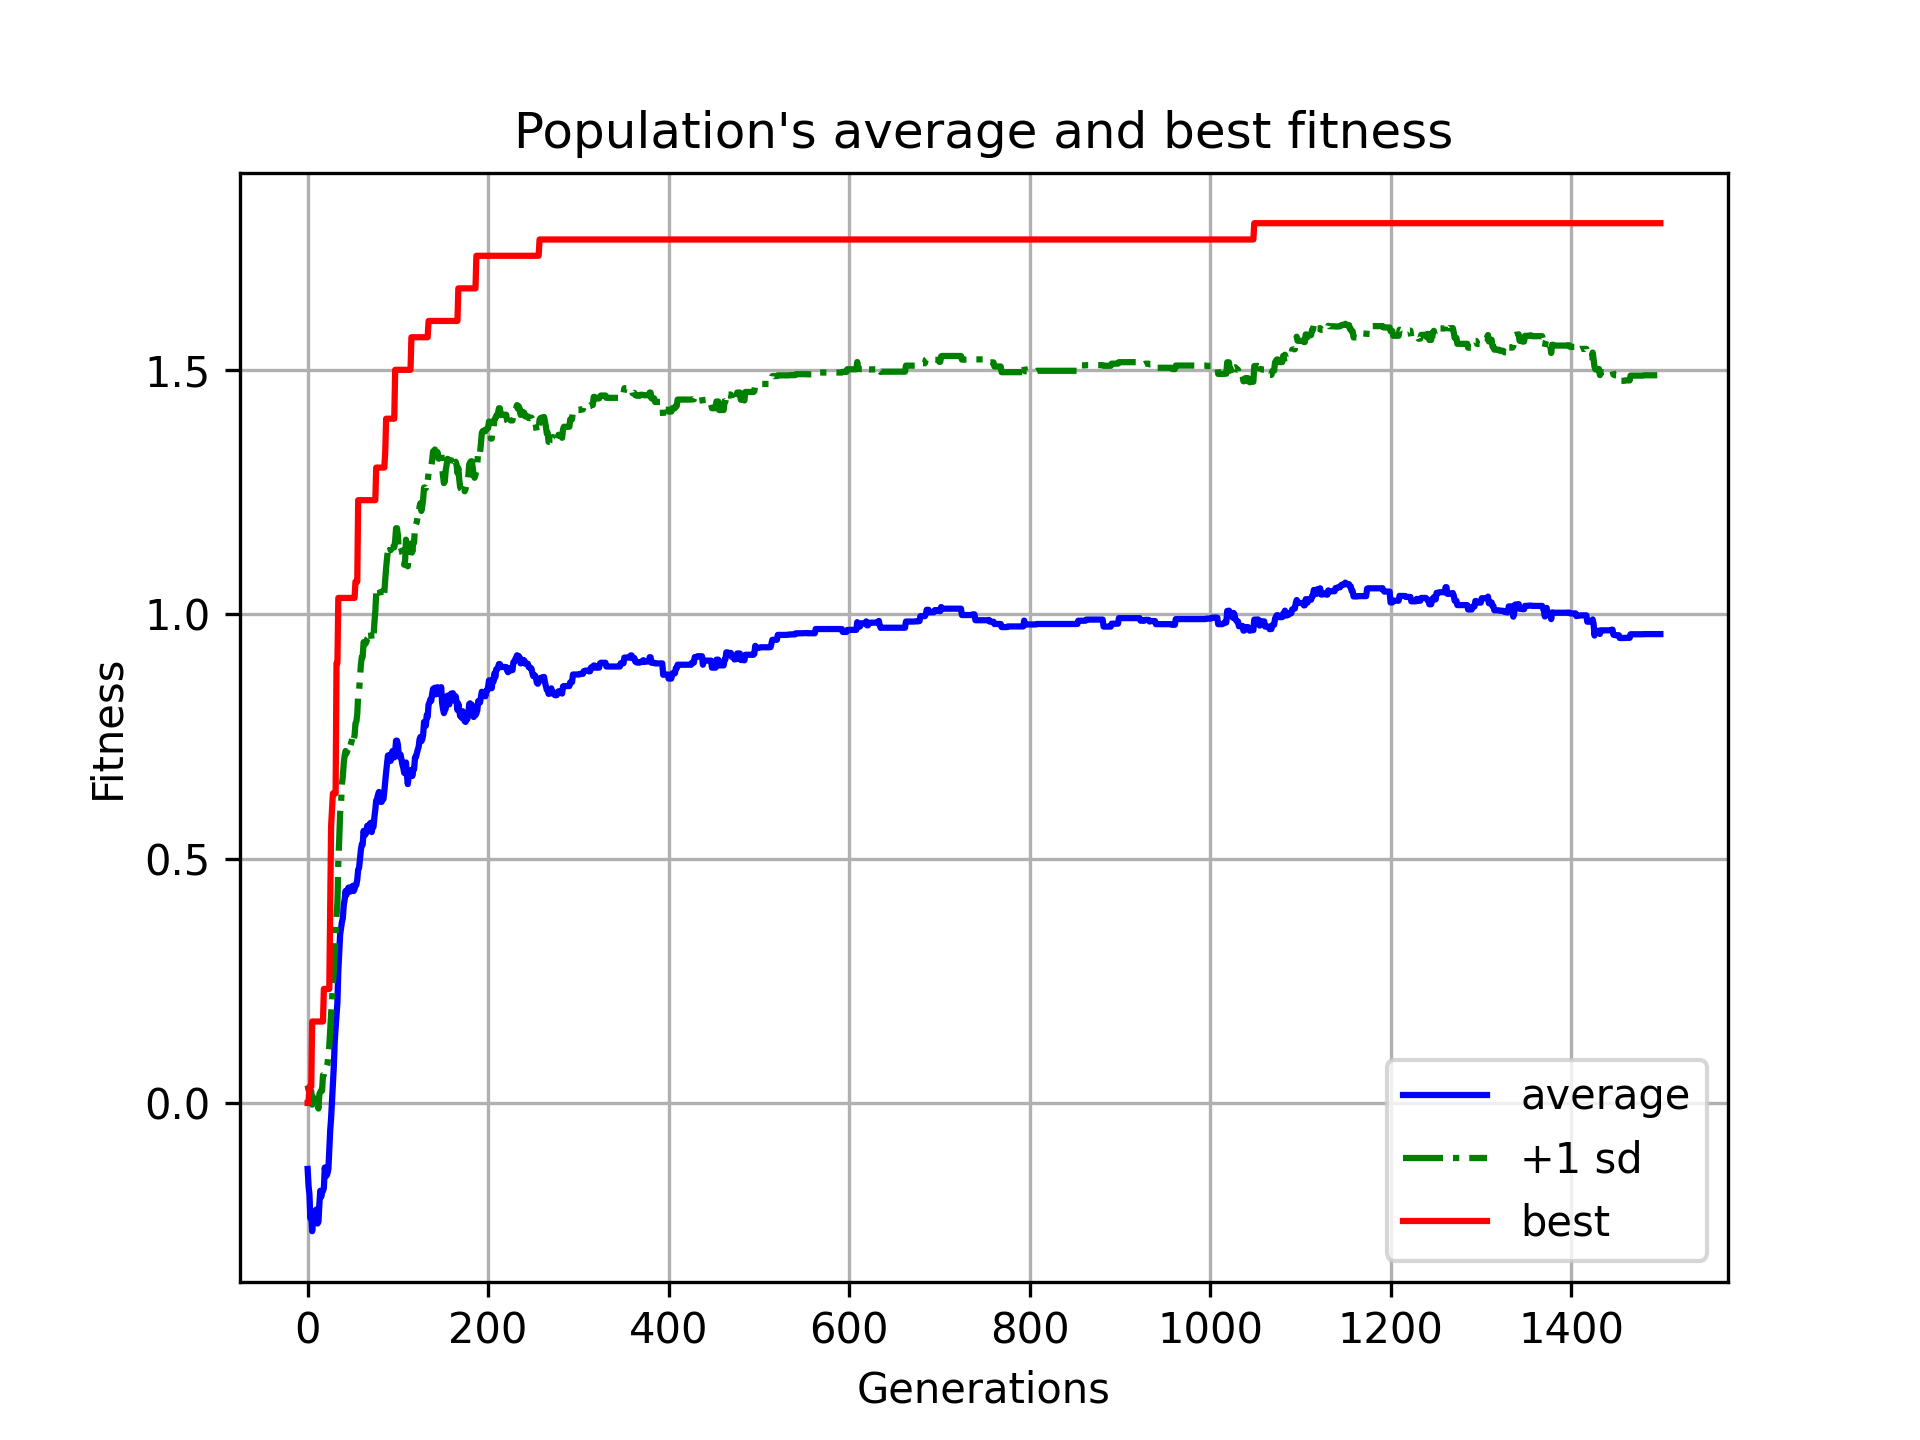 Population's average and best fitness
Fitness
1.5
1.0
0.5
0.0
average
+1 sd
best
0 200 400 600 800 1000 1200 1400
Generations